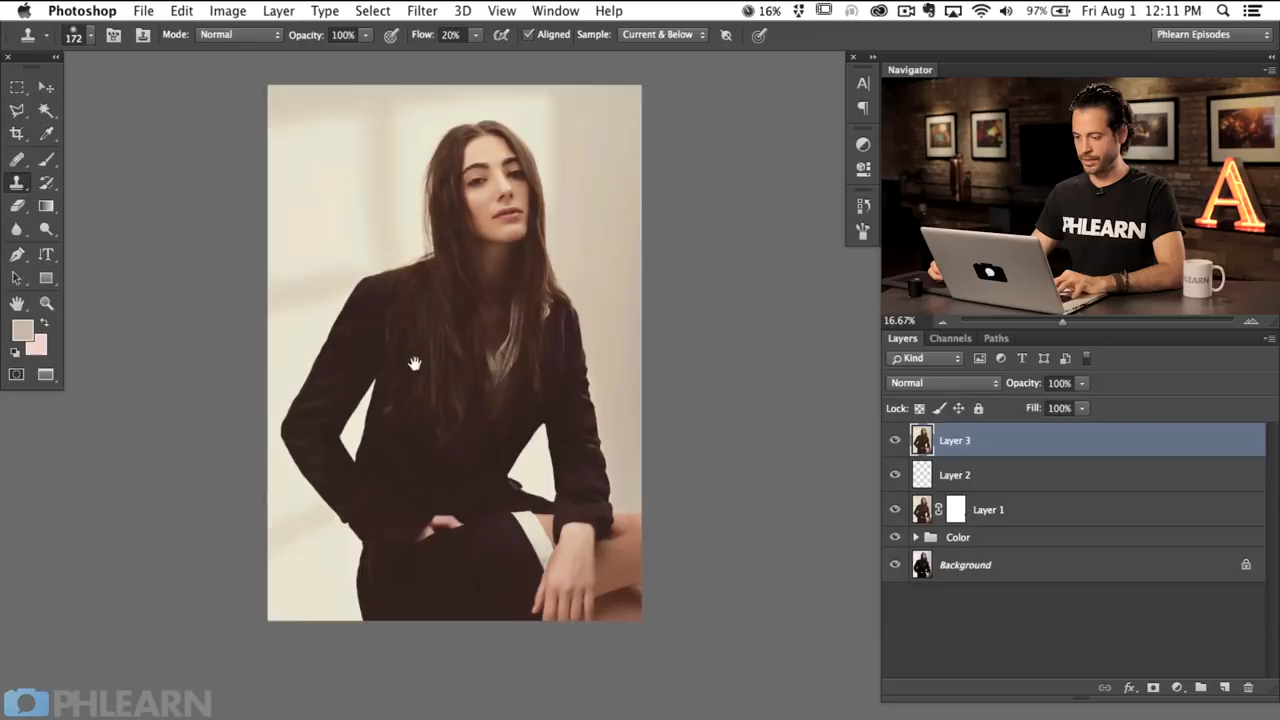 Photoshop File Edit Image Layer Type Select Filter 3D View Window Help 16% 97% Fri Aug 1 12:11 PM
172 Mode: Normal Opacity: 100% Flow: 20% Aligned Sample: Current & Below Phlearn Episodes
Navigator
PHLEARN
PHLEARN
16.67%
Layers Channels Paths
Kind
Normal Opacity: 100%
Lock: Fill: 100%
Layer 3
Layer 2
Layer 1
Color
Background
PHLEARN